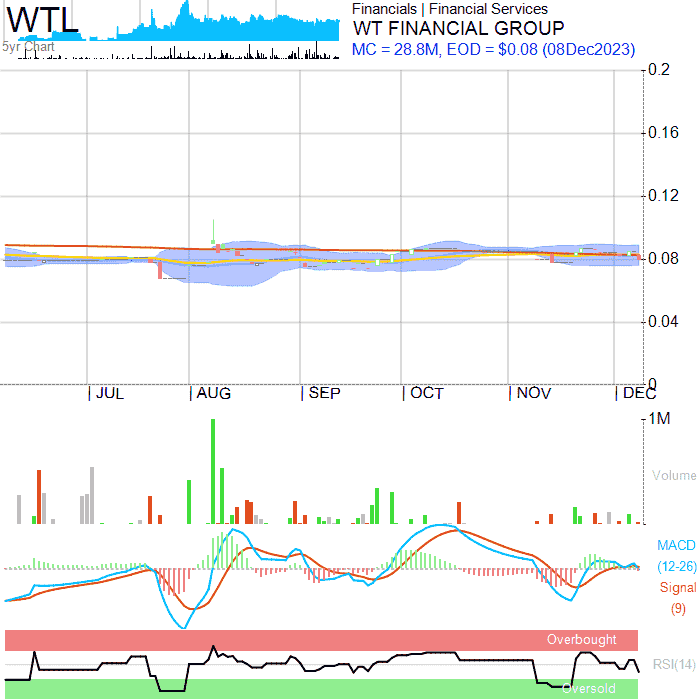 WTL
5yr Chart
Financials | Financial Services
WT FINANCIAL GROUP
MC = 28.8M, EOD = $0.08 (08Dec2023)
0.2
0.16
0.12
0.08
0.04
0
JUL
AUG
SEP
OCT
NOV
DEC
1M
Volume
MACD
(12-26)
Signal
(9)
Overbought
RSI(14)
Oversold